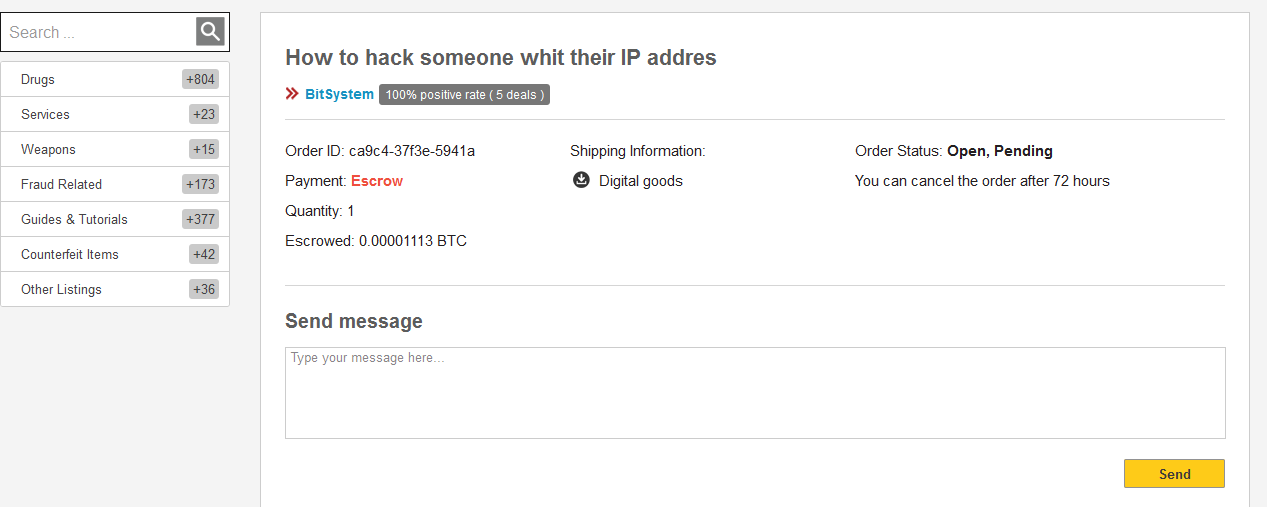 Search ...
Drugs +804
Services +23
Weapons +15
Fraud Related +173
Guides & Tutorials +377
Counterfeit Items +42
Other Listings +36
How to hack someone whit their IP addres
BitSystem 100% positive rate ( 5 deals )
Order ID: ca9c4-37f3e-5941a
Payment: Escrow
Quantity: 1
Escrowed: 0.00001113 BTC
Shipping Information:
Digital goods
Order Status: Open, Pending
You can cancel the order after 72 hours
Send message
Type your message here...
Send